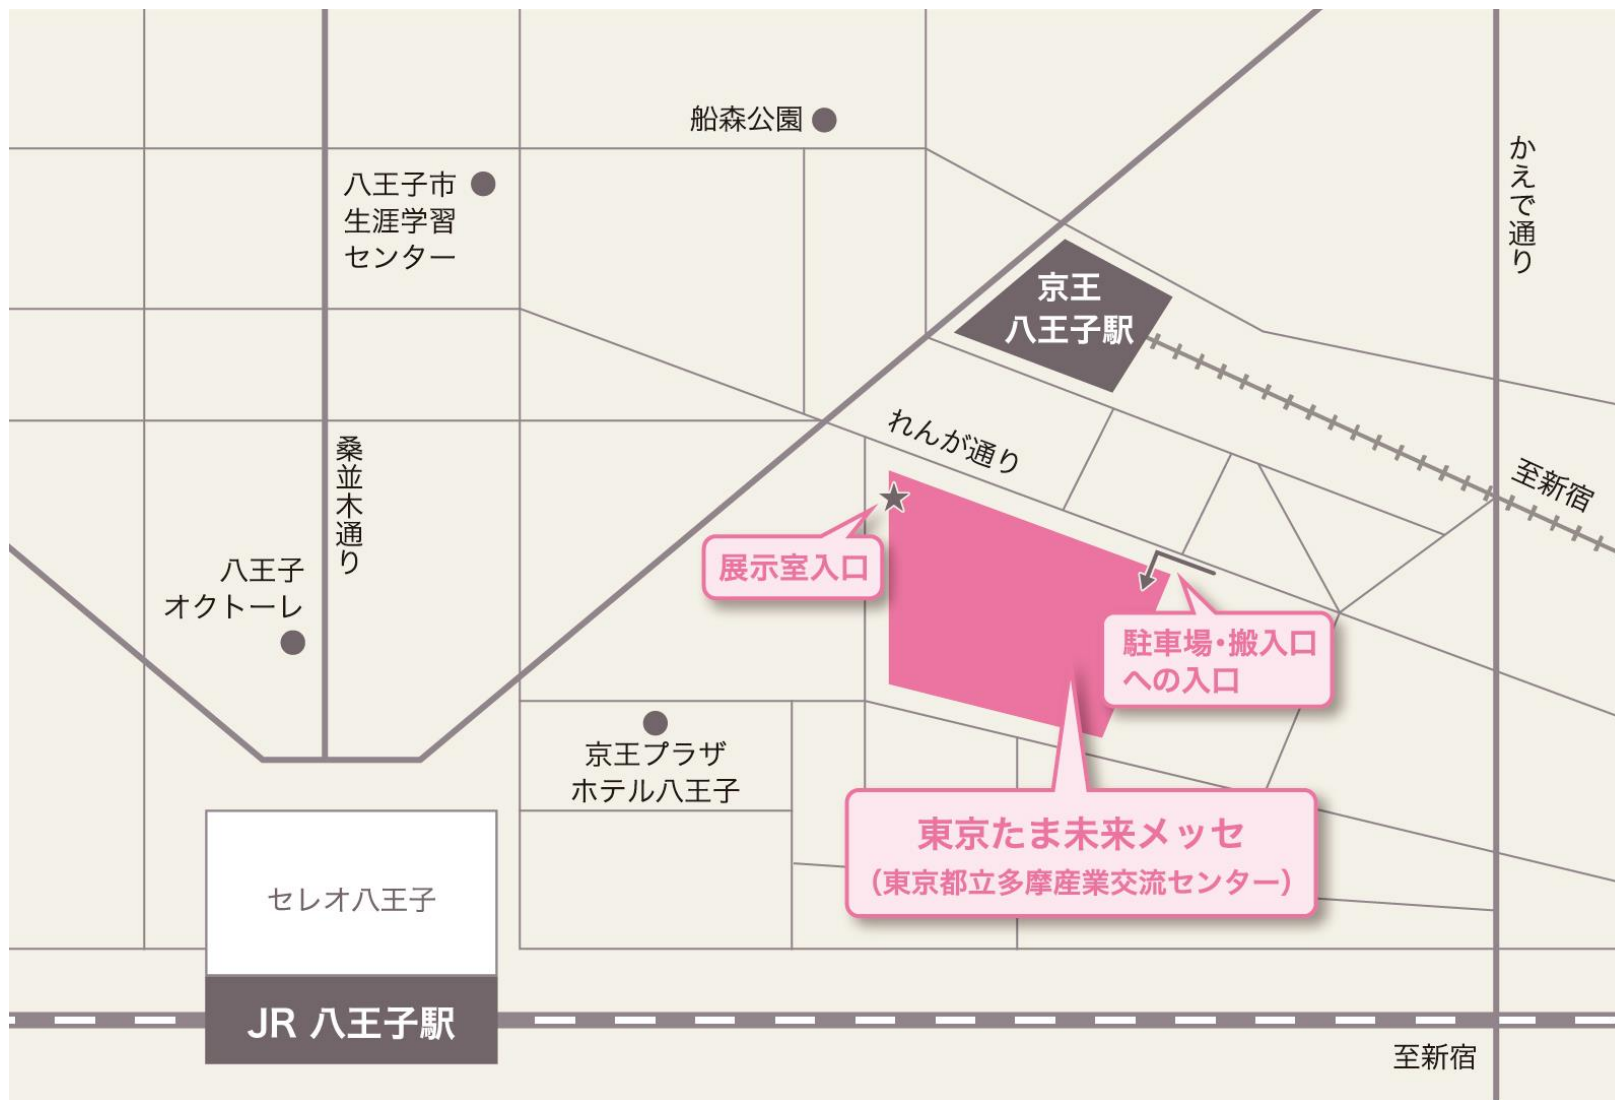 船森公園
八王子市
生涯学習
センター
かえで通り
京王
八王子駅
れんが通り
桑並木通り
至新宿
展示室入口
八王子
オクトーレ
駐車場・搬入口
への入口
京王プラザ
ホテル八王子
東京たま未来メッセ
（東京都立多摩産業交流センター）
セレオ八王子
JR 八王子駅
至新宿